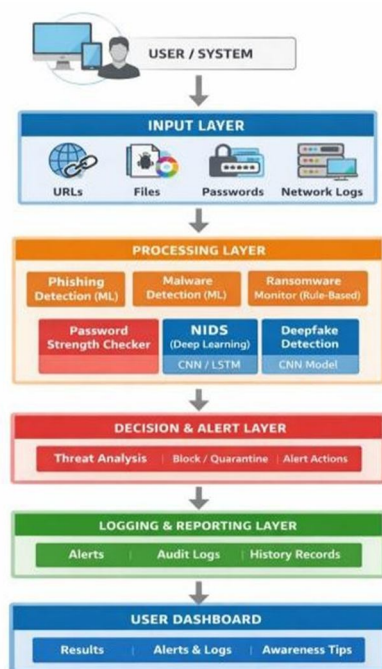 USER / SYSTEM
INPUT LAYER
URLs Files Passwords Network Logs
PROCESSING LAYER
Phishing Detection (ML)
Malware Detection (ML)
Ransomware Monitor (Rule-Based)
Password Strength Checker
NIDS (Deep Learning)
CNN / LSTM
Deepfake Detection
CNN Model
DECISION & ALERT LAYER
Threat Analysis | Block / Quarantine | Alert Actions
LOGGING & REPORTING LAYER
Alerts | Audit Logs | History Records
USER DASHBOARD
Results | Alerts & Logs | Awareness Tips